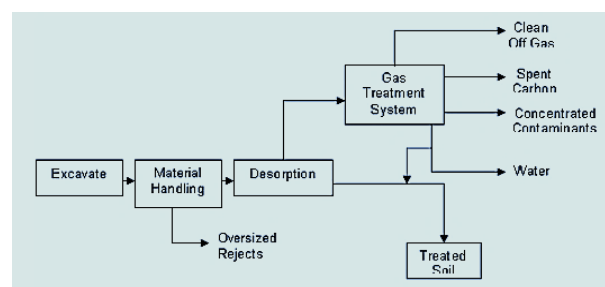 Clean
Off Gas
Gas
Treatment
System
Spent
Carbon
Concentrated
Contaminants
Excavate
Material
Handling
Desorption
Water
Oversized
Rejects
Treated
Soil